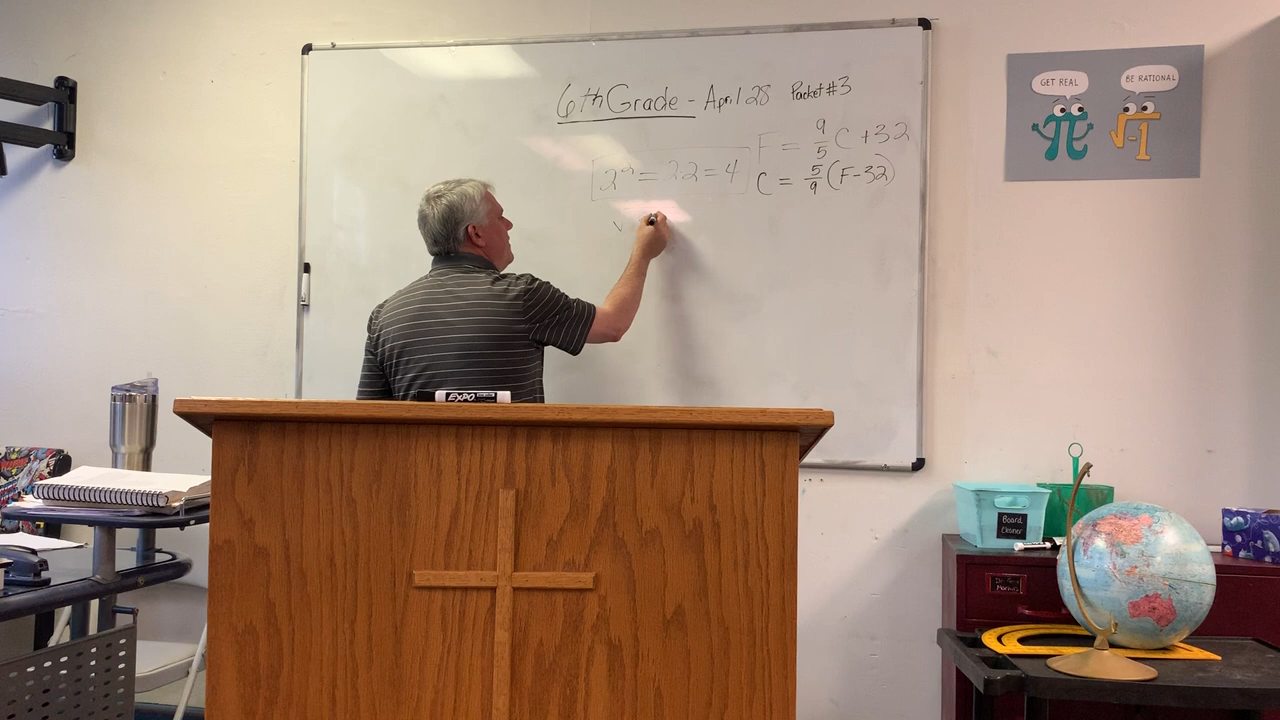 6th Grade - April 28 Packet #3
F = 9/5 C + 32
2² = 2·2 = 4
C = 5/9 (F - 32)
GET REAL
BE RATIONAL
π
√-1
EXPO
Board
Cleaner